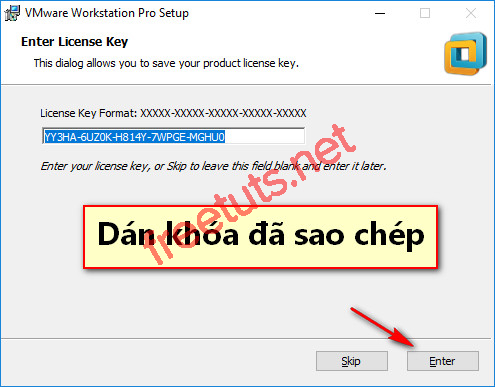 VMware Workstation Pro Setup
Enter License Key
This dialog allows you to save your product license key.
License Key Format: XXXXX-XXXXX-XXXXX-XXXXX-XXXXX
YY3HA-6UZ0K-H814Y-7WPGE-MGHU0
Enter your license key, or Skip to leave this field blank and enter it later.
freetuts.net
Dán khóa đã sao chép
Skip
Enter